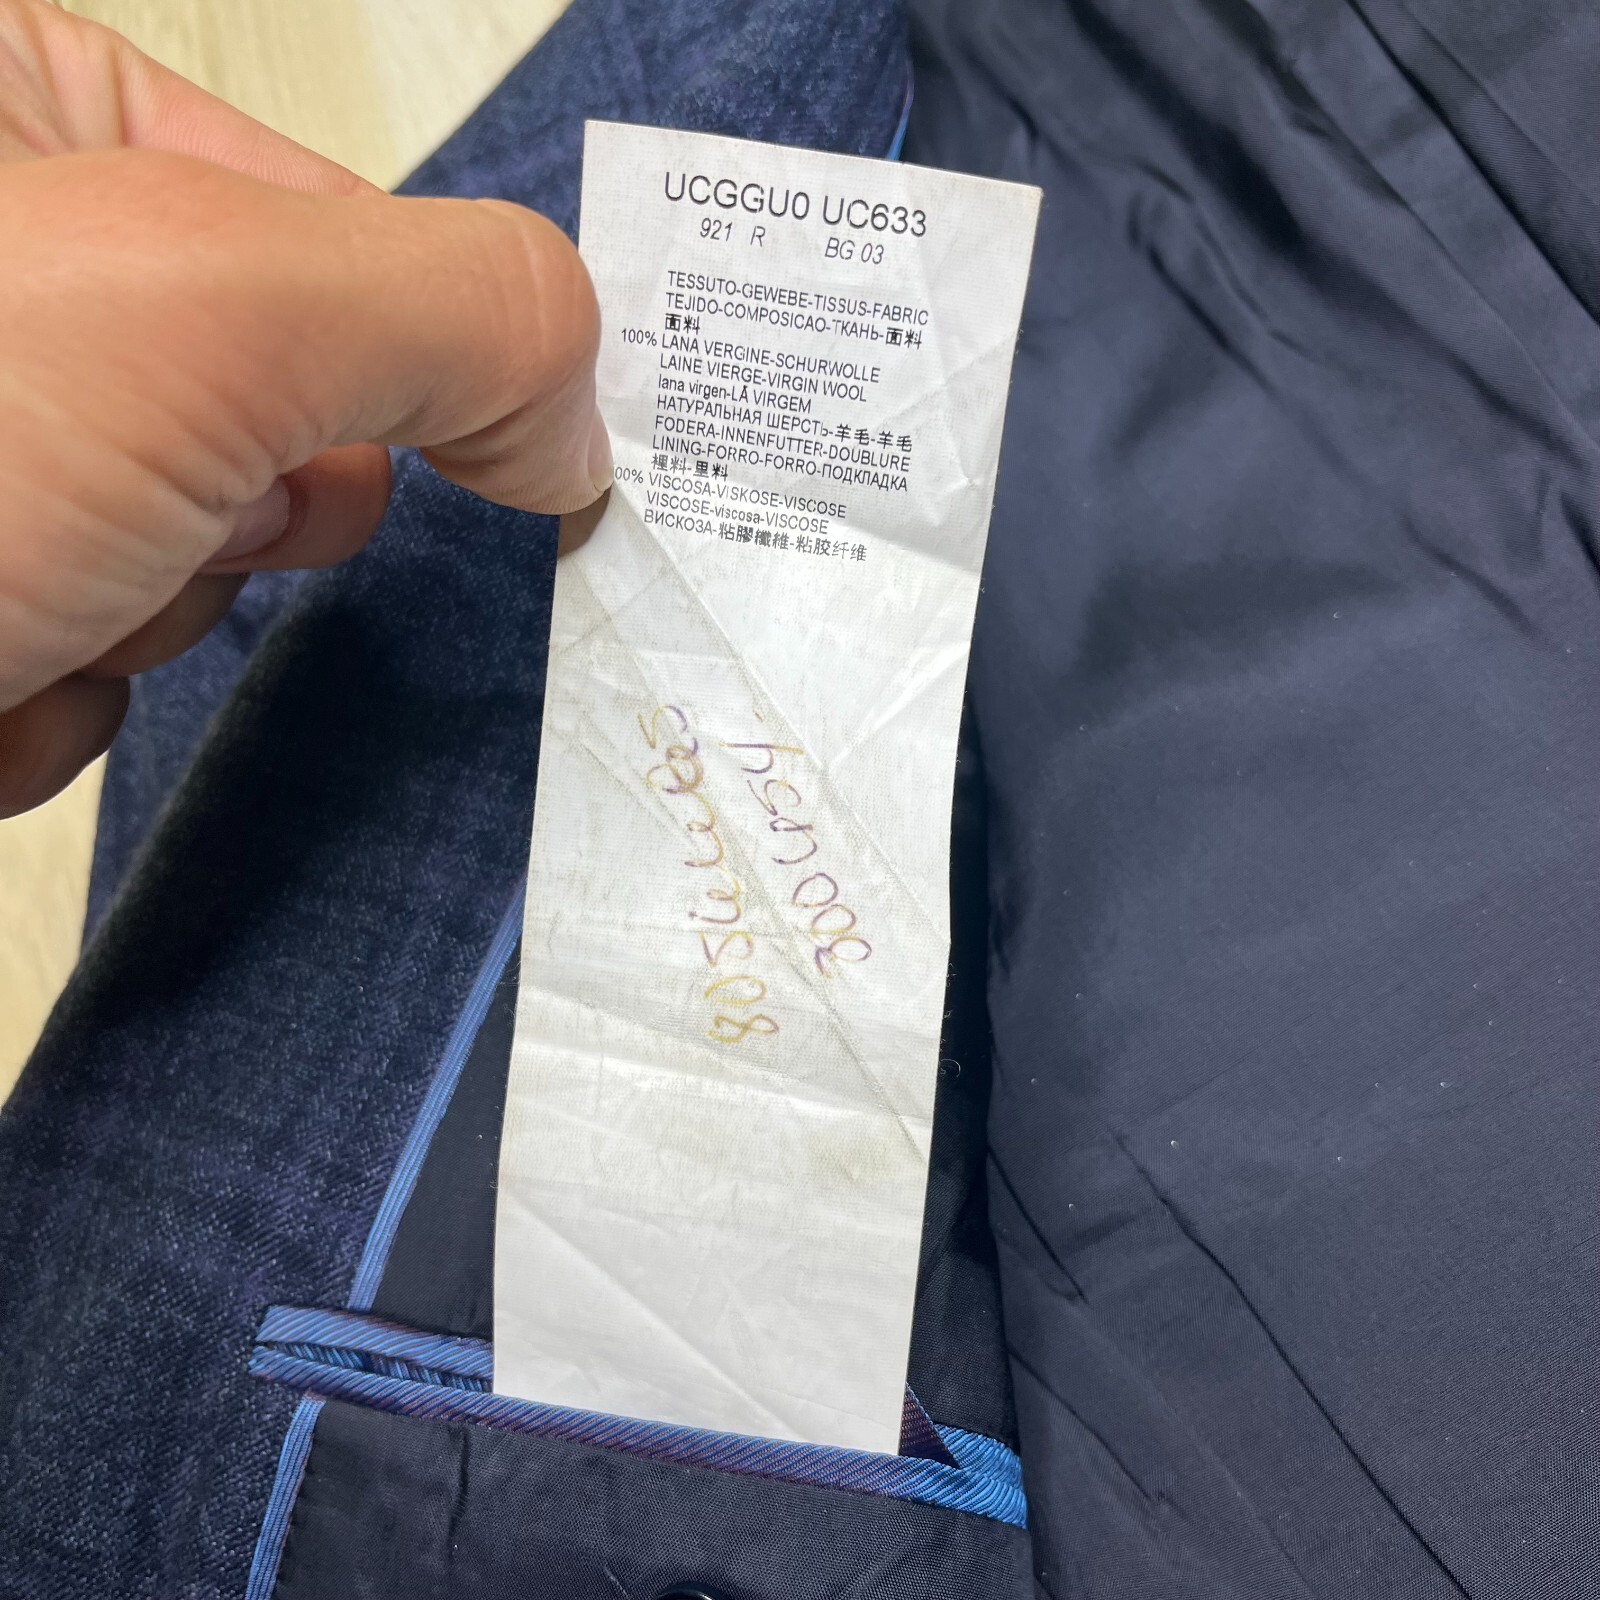 UCGGU0 UC633
921 R BG 03
TESSUTO-GEWEBE-TISSUS-FABRIC
TEJIDO-COMPOSICAO-ТКАНЬ-面料
面料
100% LANA VERGINE-SCHURWOLLE
LAINE VIERGE-VIRGIN WOOL
lana virgen-LÃ VIRGEM
НАТУРАЛЬНАЯ ШЕРСТЬ-羊毛-羊毛
FODERA-INNENFUTTER-DOUBLURE
LINING-FORRO-FORRO-ПОДКЛАДКА
裡料-里料
00% VISCOSA-VISKOSE-VISCOSE
VISCOSE-viscosa-VISCOSE
ВИСКОЗА-粘膠纖維-粘胶纤维